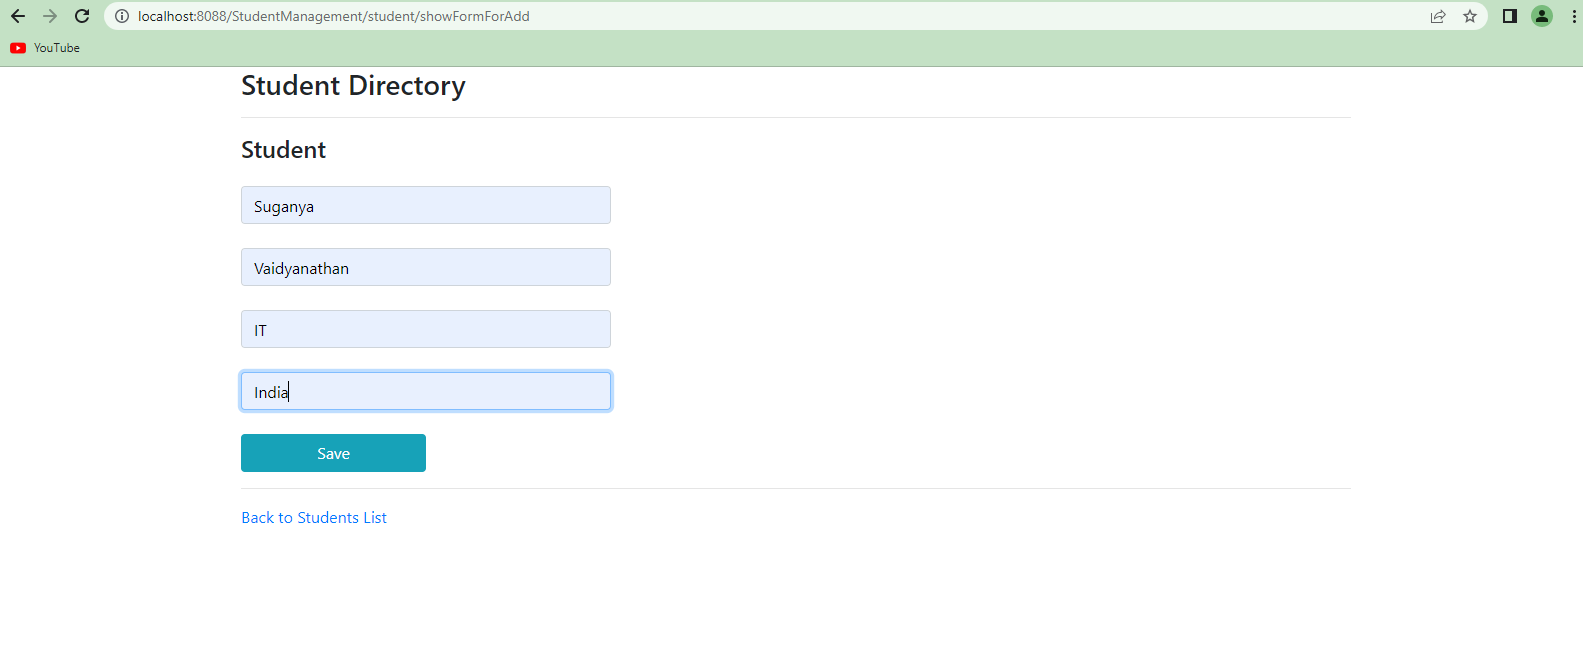 localhost:8088/StudentManagement/student/showFormForAdd
YouTube
Student Directory
Student
Suganya
Vaidyanathan
IT
India
Save
Back to Students List